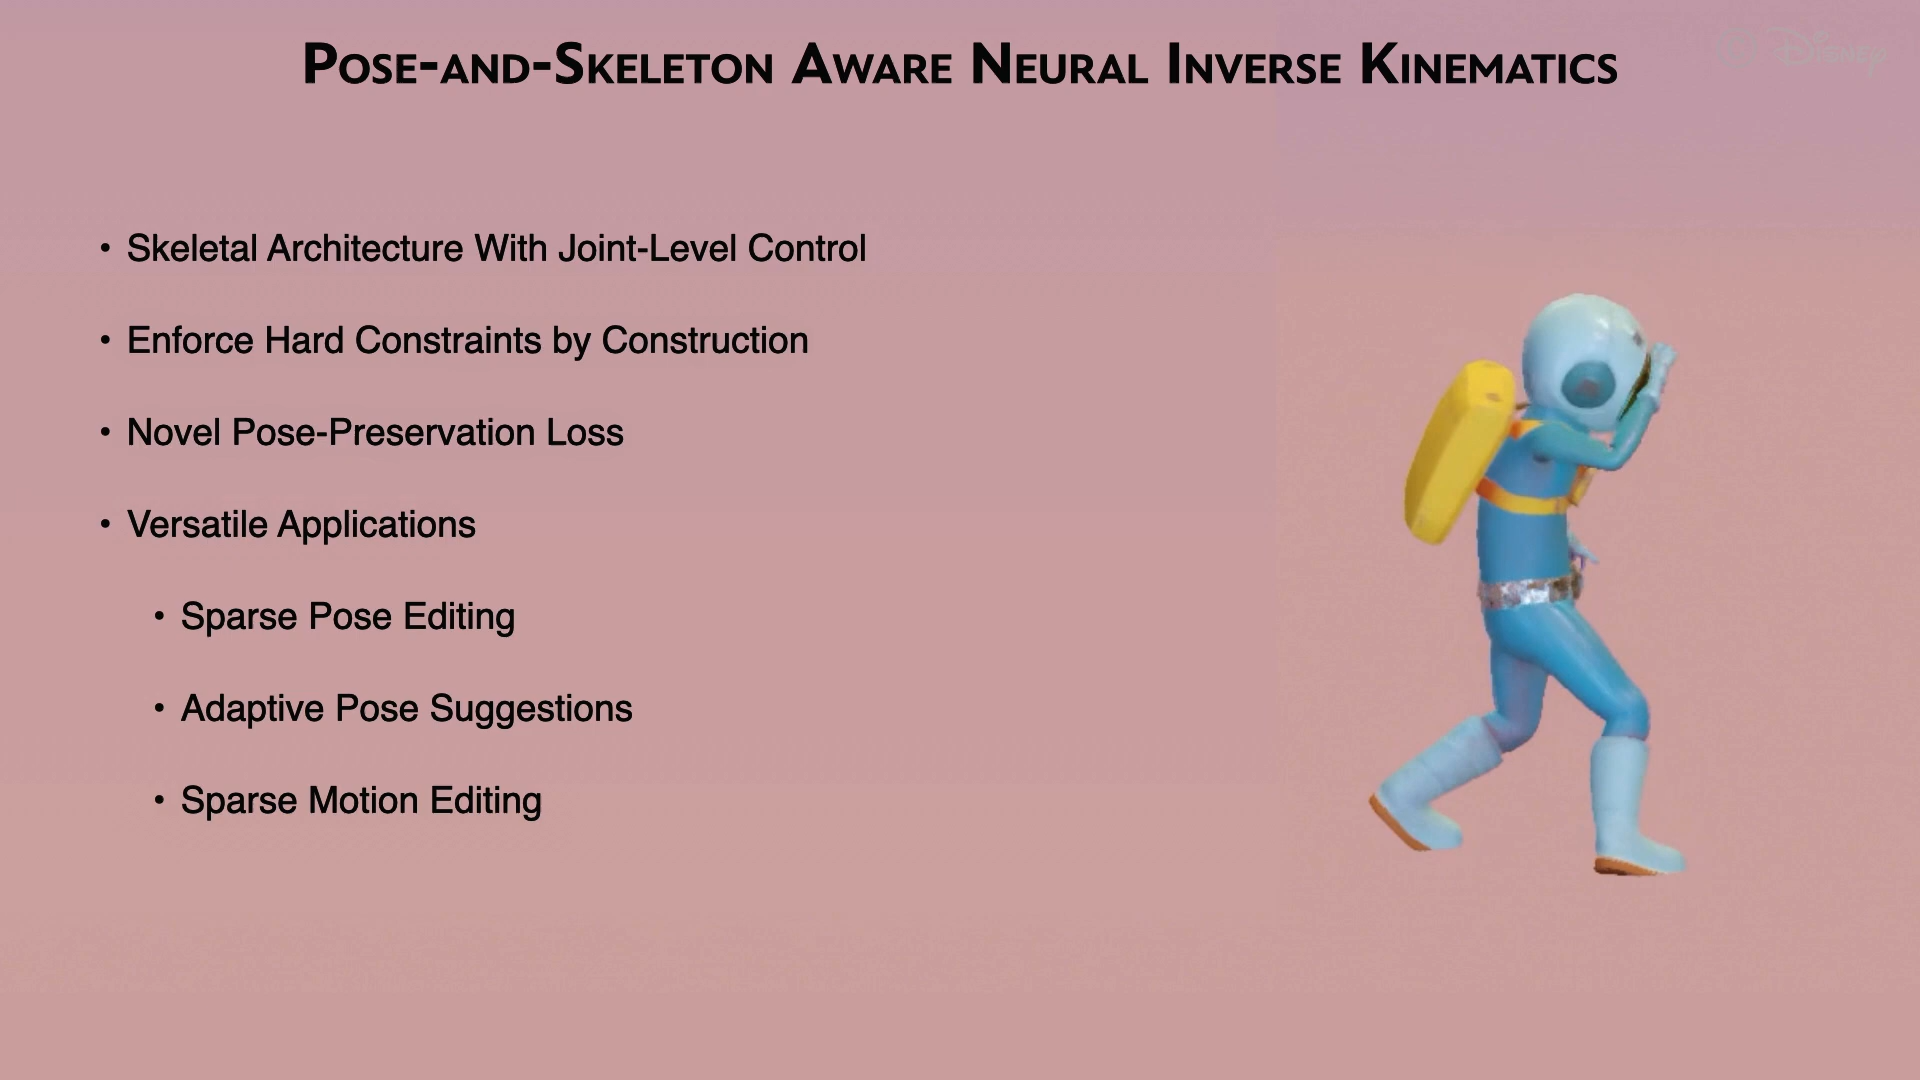 Pose-and-Skeleton Aware Neural Inverse Kinematics
© Disney
• Skeletal Architecture With Joint-Level Control
• Enforce Hard Constraints by Construction
• Novel Pose-Preservation Loss
• Versatile Applications
• Sparse Pose Editing
• Adaptive Pose Suggestions
• Sparse Motion Editing